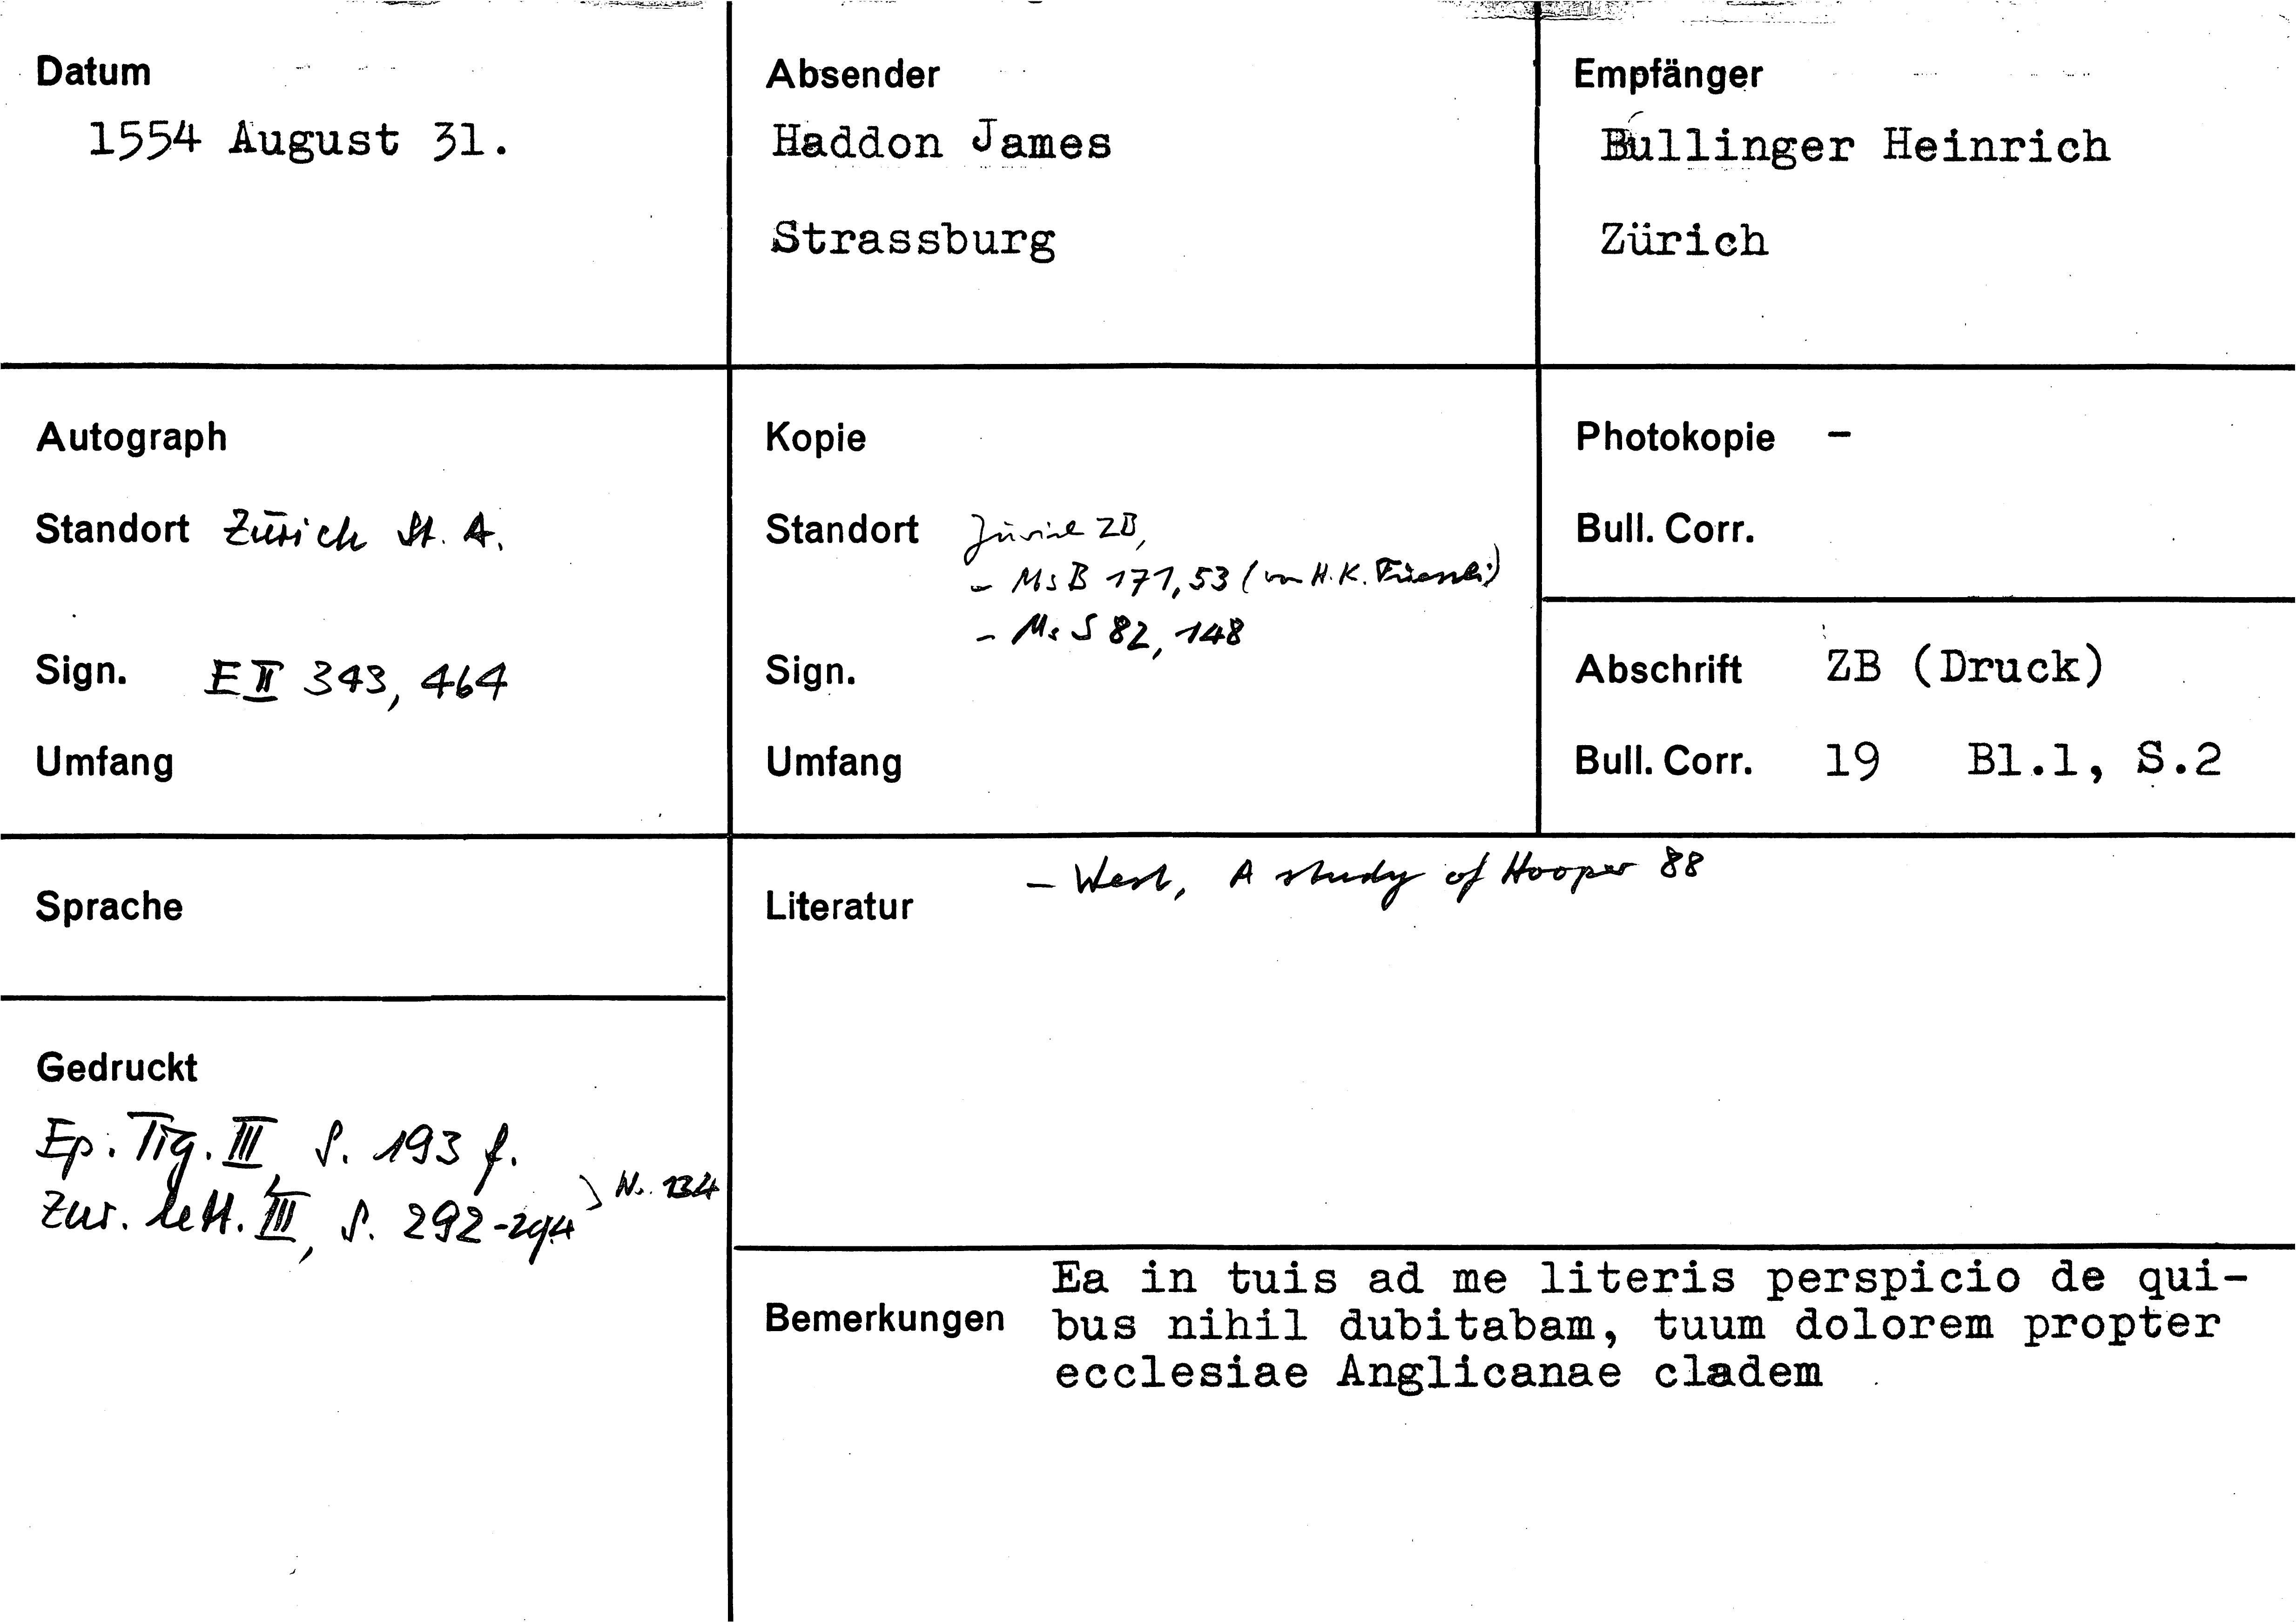 Datum
1554 August 31.
Absender
Haddon James
Strassburg
Empfänger
Bullinger Heinrich
Zürich
Autograph
Standort Zürich St. A.
Sign. E II 343, 464
Umfang
Kopie
Standort Zürich ZB,
- Ms B 171, 53 (von H. K.
- Ms S 82, 148
Sign.
Umfang
Photokopie -
Bull. Corr.
Abschrift ZB (Druck)
Bull. Corr. 19 Bl.1, S.2
Sprache
Literatur - West, A study of Hooper 88
Gedruckt
Ep. Tig. III, S. 193 f.
Zur. lett. III, S. 292-294 } N. 134
Bemerkungen
Ea in tuis ad me literis perspicio de qui-
bus nihil dubitabam, tuum dolorem propter
ecclesiae Anglicanae cladem